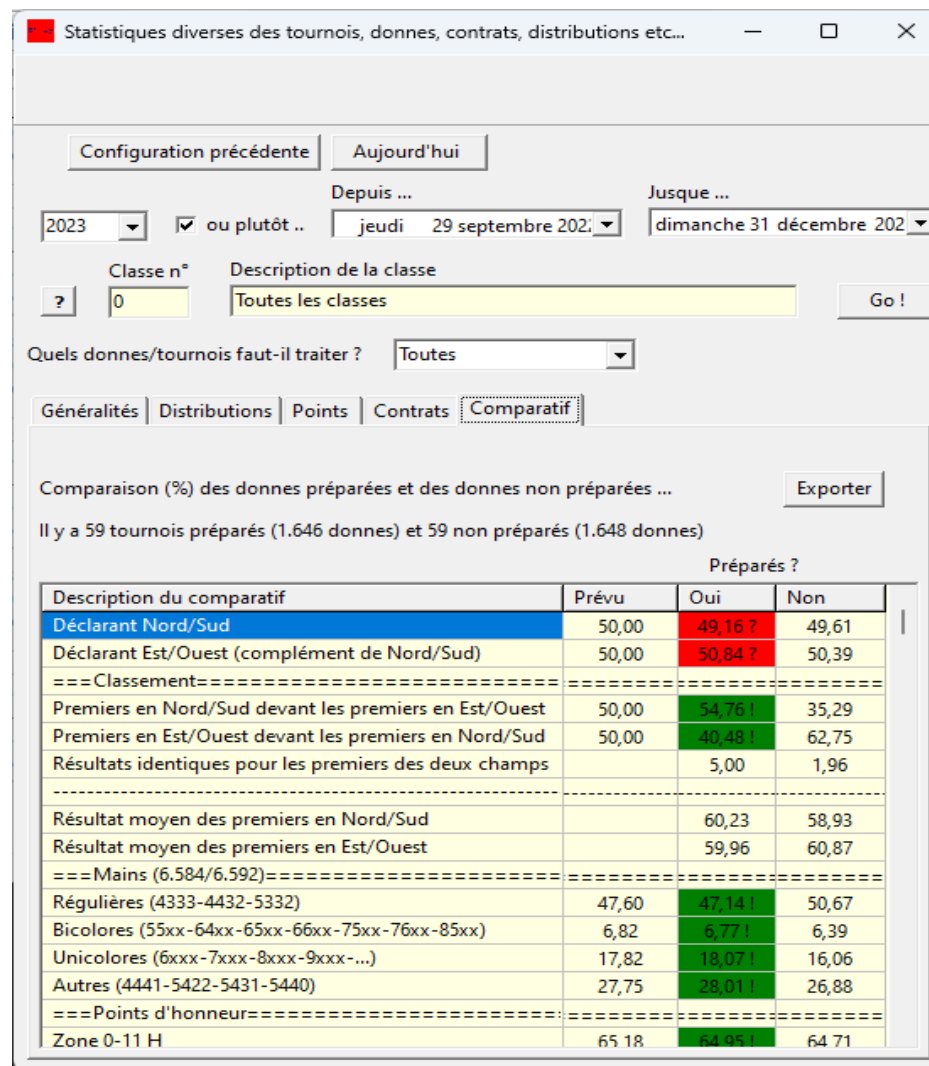 Statistiques diverses des tournois, donnes, contrats, distributions etc...
Configuration précédente Aujourd'hui
Depuis ... Jusque ...
2023 ou plutôt .. jeudi 29 septembre 202 dimanche 31 décembre 202
Classe n° Description de la classe
? 0 Toutes les classes Go !
Quels donnes/tournois faut-il traiter ? Toutes
Généralités Distributions Points Contrats Comparatif
Comparaison (%) des donnes préparées et des donnes non préparées ... Exporter
Il y a 59 tournois préparés (1.646 donnes) et 59 non préparés (1.648 donnes)
Préparés ?
Description du comparatif Prévu Oui Non
Déclarant Nord/Sud 50,00 49,16 ? 49,61
Déclarant Est/Ouest (complément de Nord/Sud) 50,00 50,84 ? 50,39
===Classement===========================
Premiers en Nord/Sud devant les premiers en Est/Ouest 50,00 54,76 ! 35,29
Premiers en Est/Ouest devant les premiers en Nord/Sud 50,00 40,48 ! 62,75
Résultats identiques pour les premiers des deux champs 5,00 1,96
Résultat moyen des premiers en Nord/Sud 60,23 58,93
Résultat moyen des premiers en Est/Ouest 59,96 60,87
===Mains (6.584/6.592)======================
Régulières (4333-4432-5332) 47,60 47,14 ! 50,67
Bicolores (55xx-64xx-65xx-66xx-75xx-76xx-85xx) 6,82 6,77 ! 6,39
Unicolores (6xxx-7xxx-8xxx-9xxx-...) 17,82 18,07 ! 16,06
Autres (4441-5422-5431-5440) 27,75 28,01 ! 26,88
===Points d'honneur=======================
Zone 0-11 H 65,18 64,95 ! 64,71